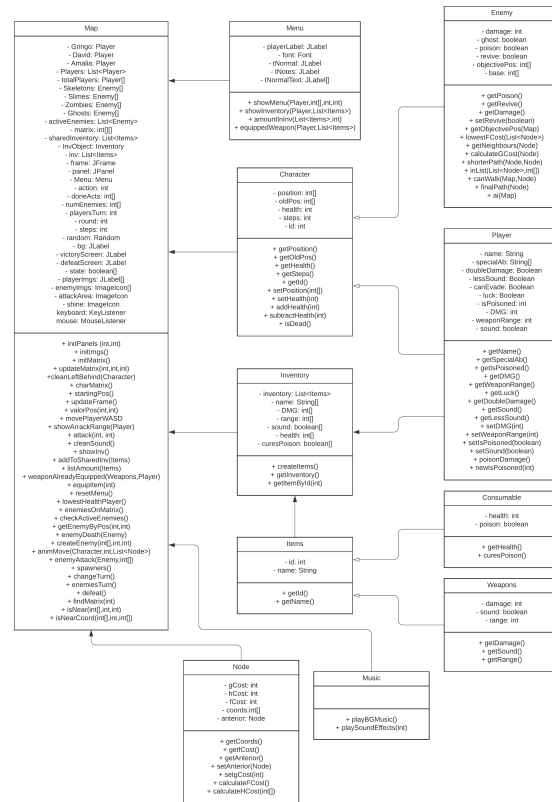 Map
- Gringo: Player
- David: Player
- Amalia: Player
- Players: List<Player>
- totalPlayers: Player[]
- Skeletons: Enemy[]
- Slimes: Enemy[]
- Zombies: Enemy[]
- Ghosts: Enemy[]
- activeEnemies: List<Enemy>
- matrix: int[][]
- sharedInventory: List<Items>
- InvObject: Inventory
- inv: List<Items>
- frame: JFrame
- panel: JPanel
- Menu: Menu
- action: int
- doneActs: int[]
- numEnemies: int[]
- playersTurn: int
- round: int
- steps: int
- random: Random
- bg: JLabel
- victoryScreen: JLabel
- defeatScreen: JLabel
- state: boolean[]
- playerImgs: JLabel[]
- enemyImgs: ImageIcon[]
- attackArea: ImageIcon
- shine: ImageIcon
keyboard: KeyListener
mouse: MouseListener
+ initPanels (int,int)
+ initImgs()
+ initMatrix()
+ updateMatrix(int,int,int)
+cleanLeftBehind(Character)
+ charMatrix()
+ startingPos()
+ updateFrame()
+ valorPos(int,int)
+ movePlayerWASD
+ showArrackRange(Player)
+ attack(int, int)
+ cleanSound()
+ showInv()
+ addToSharedInv(Items)
+ listAmount(Items)
+ weaponAlreadyEquipped(Weapons,Player)
+ equipItem(int)
+ resetMenu()
+ lowestHealthPlayer()
+ enemiesOnMatrix()
+ checkActiveEnemies()
+ getEnemyByPos(int,int)
+ enemyDeath(Enemy)
+ createEnemy(int[],int,int)
+ animMove(Character,int,List<Node>)
+ enemyAttack(Enemy,int[])
+ spawners()
+ changeTurn()
+ enemiesTurn()
+ defeat()
+ findMatrix(int)
+ isNear(int[],int,int)
+ isNearCoord(int[],int,int[])
Menu
- playerLabel: JLabel
- font: Font
- tNormal: JLabel
- tNotes: JLabel
- tNormalText: JLabel[]
+ showMenu(Player,int[],int,int)
+ showInventory(Player,List<Items>)
+ amountInInv(List<Items>,int)
+ equippedWeapon(Player,List<Items>)
Character
- position: int[]
- oldPos: int[]
- health: int
- steps: int
- id: int
+ getPosition()
+ getOldPos()
+ getHealth()
+ getSteps()
+ getId()
+ setPosition(int[])
+ setHealth(int)
+ addHealth(int)
+ subtractHealth(int)
+ isDead()
Inventory
- inventory: List<Items>
- name: String[]
- DMG: int[]
- range: int[]
- sound: boolean[]
- health: int[]
- curesPoison: boolean[]
+ createItems()
+ getInventory()
+ getItemById(int)
Items
- id: int
- name: String
+ getId()
+ getName()
Node
- gCost: int
- hCost: int
- fCost: int
- coords:int[]
- anterior: Node
+ getCoords()
+ getfCost()
+ getAnterior()
+ setAnterior(Node)
+ setgCost(int)
+ calculateFCost()
+ calculateHCost(int[])
Music
+ playBGMusic()
+ playSoundEffects(int)
Enemy
- damage: int
- ghost: boolean
- poison: boolean
- revive: boolean
- objectivePos: int[]
- base: int[]
+ getPoison()
+ getRevive()
+ getDamage()
+ setRevive(boolean)
+ getObjectivePos(Map)
+ lowestFCost(List<Node>)
+ getNeighbours(Node)
+ calculateGCost(Node)
+ shorterPath(Node,Node)
+ inList(List<Node>,int[])
+ canWalk(Map,Node)
+ finalPath(Node)
+ ai(Map)
Player
- name: String
- specialAb: String[]
- doubleDamage: Boolean
- lessSound: Boolean
- canEvade: Boolean
- luck: Boolean
- isPoisoned: int
- DMG: int
- weaponRange: int
- sound: boolean
+ getName()
+ getSpecialAb()
+ getIsPoisoned()
+ getDMG()
+ getWeaponRange()
+ getLuck()
+ getDoubleDamage()
+ getSound()
+ getLessSound()
+ setDMG(int)
+ setWeaponRange(int)
+ setIsPoisoned(boolean)
+ setSound(boolean)
+ poisonDamage()
+ newIsPoisoned(int)
Consumable
- health: int
- poison: boolean
+ getHealth()
+ curesPoison()
Weapons
- damage: int
- sound: boolean
- range: int
+ getDamage()
+ getSound()
+ getRange()